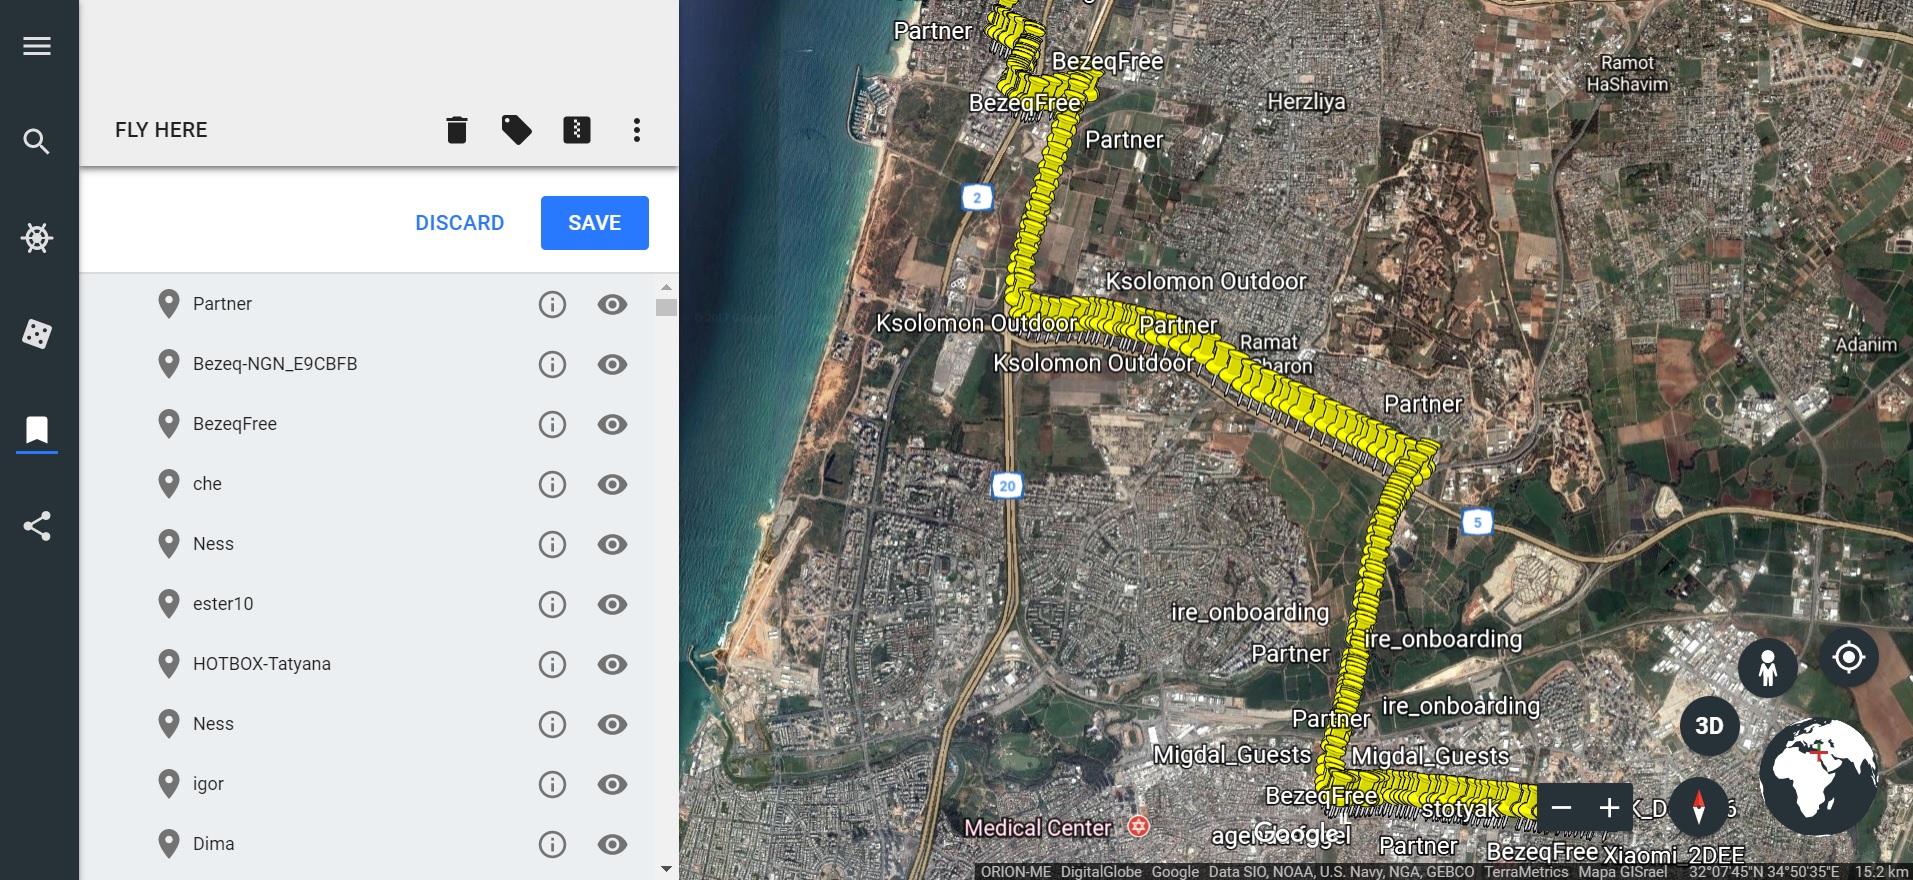 FLY HERE
DISCARD
SAVE
Partner
Bezeq-NGN_E9CBFB
BezeqFree
che
Ness
ester10
HOTBOX-Tatyana
Ness
igor
Dima
Partner
BezeqFree
Ramot
HaShavim
BezeqFree
Herzliya
Partner
2
Ksolomon Outdoor
Ksolomon Outdoor
Partner
Ramat
Ksolomon Outdoor
Adanim
Partner
20
5
ire_onboarding
ire_onboarding
Partner
ire_onboarding
Partner
3D
Migdal_Guests
Migdal_Guests
BezeqFree
stotyak
Medical Center
Google
Partner
BezeqFree
Xiaomi_2DEE
ORION-ME DigitalGlobe Google Data SIO, NOAA, U.S. Navy, NGA, GEBCO TerraMetrics Mapa GISrael 32°07'45"N 34°50'35"E 15.2 km